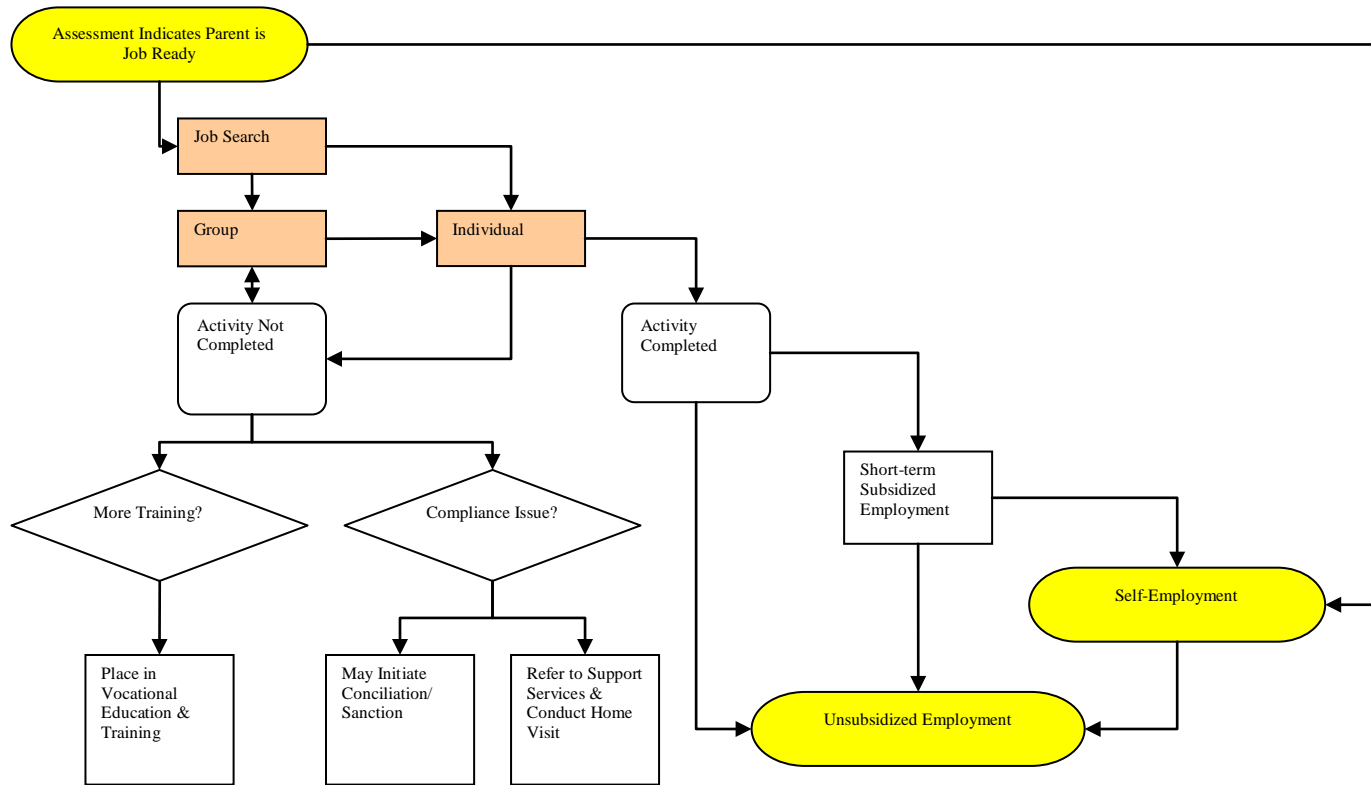 Assessment Indicates Parent is
Job Ready
Job Search
Group
Individual
Activity Not
Completed
Activity
Completed
Short-term
Subsidized
Employment
More Training?
Compliance Issue?
Self-Employment
Place in
Vocational
Education &
Training
May Initiate
Conciliation/
Sanction
Refer to Support
Services &
Conduct Home
Visit
Unsubsidized Employment